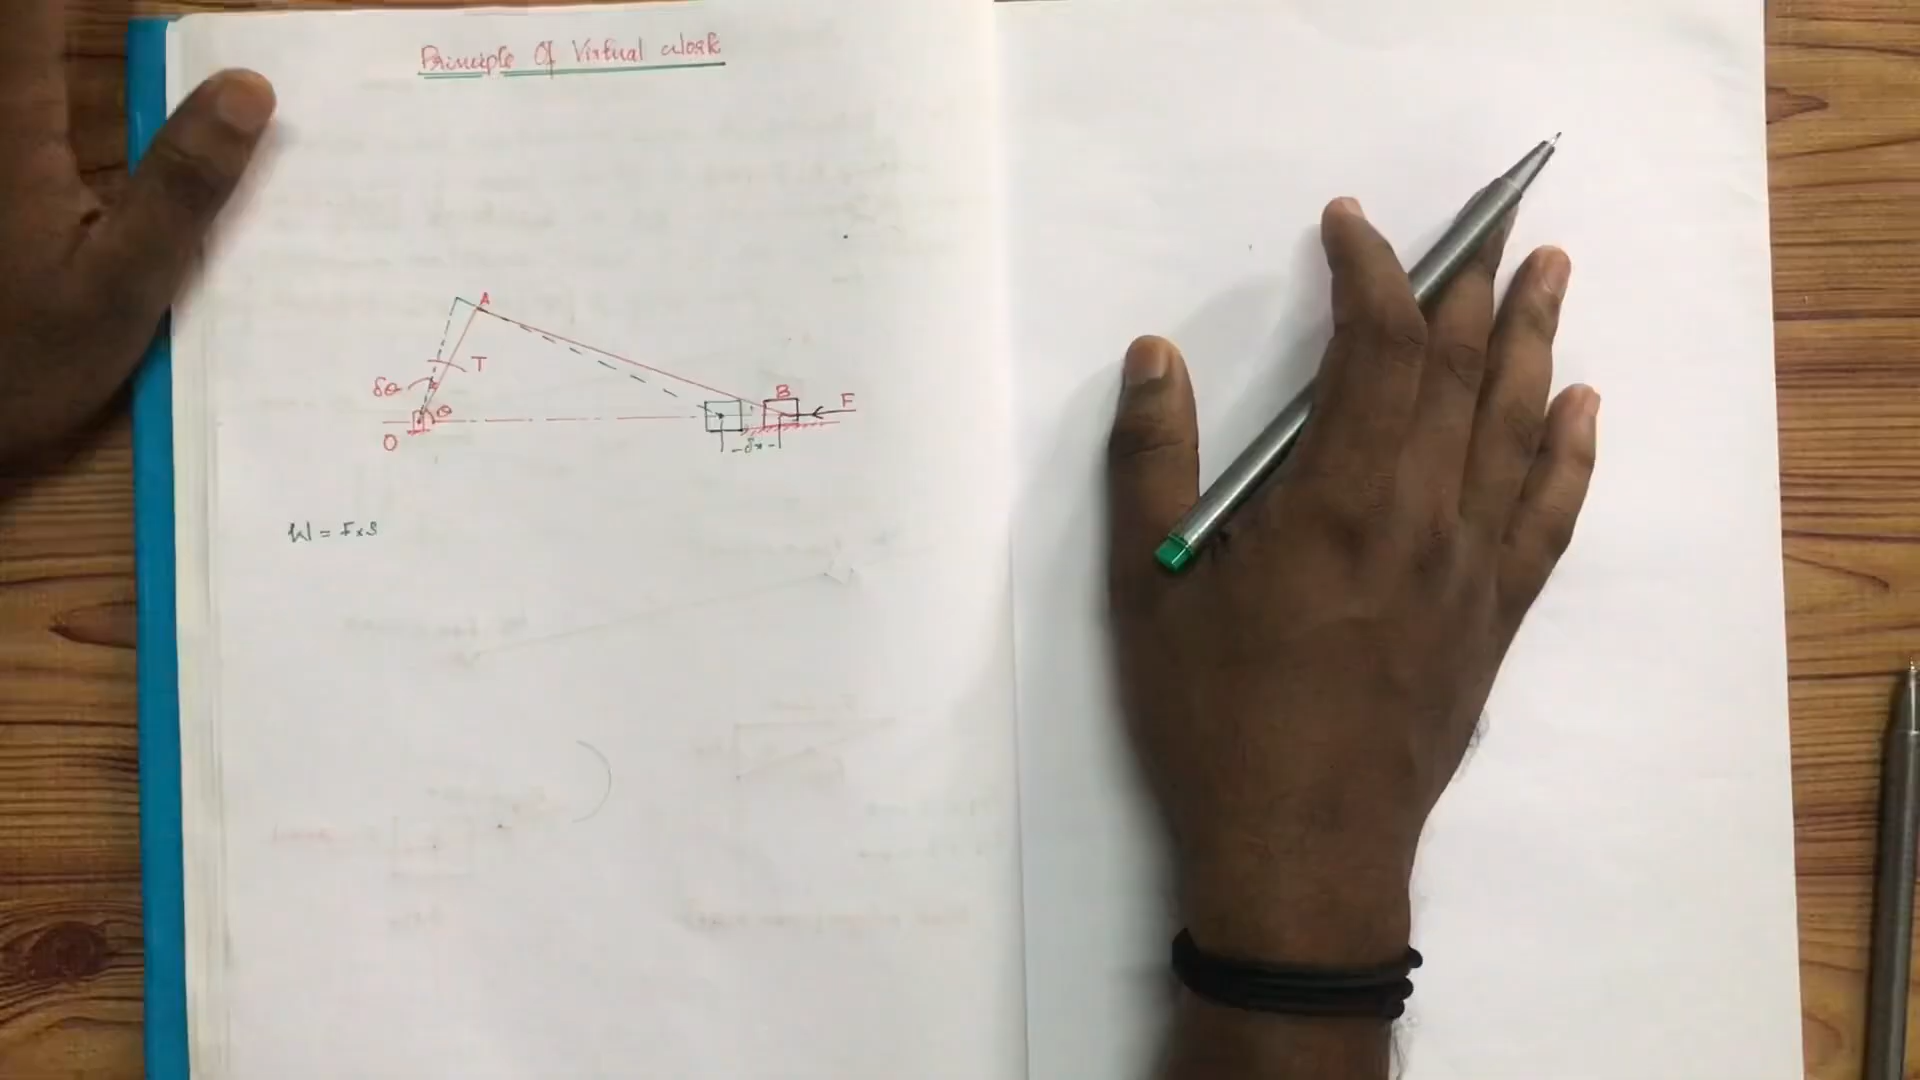 Principle Of Virtual Work
A
T
δθ
θ
B
F
O
δx
W = F×S